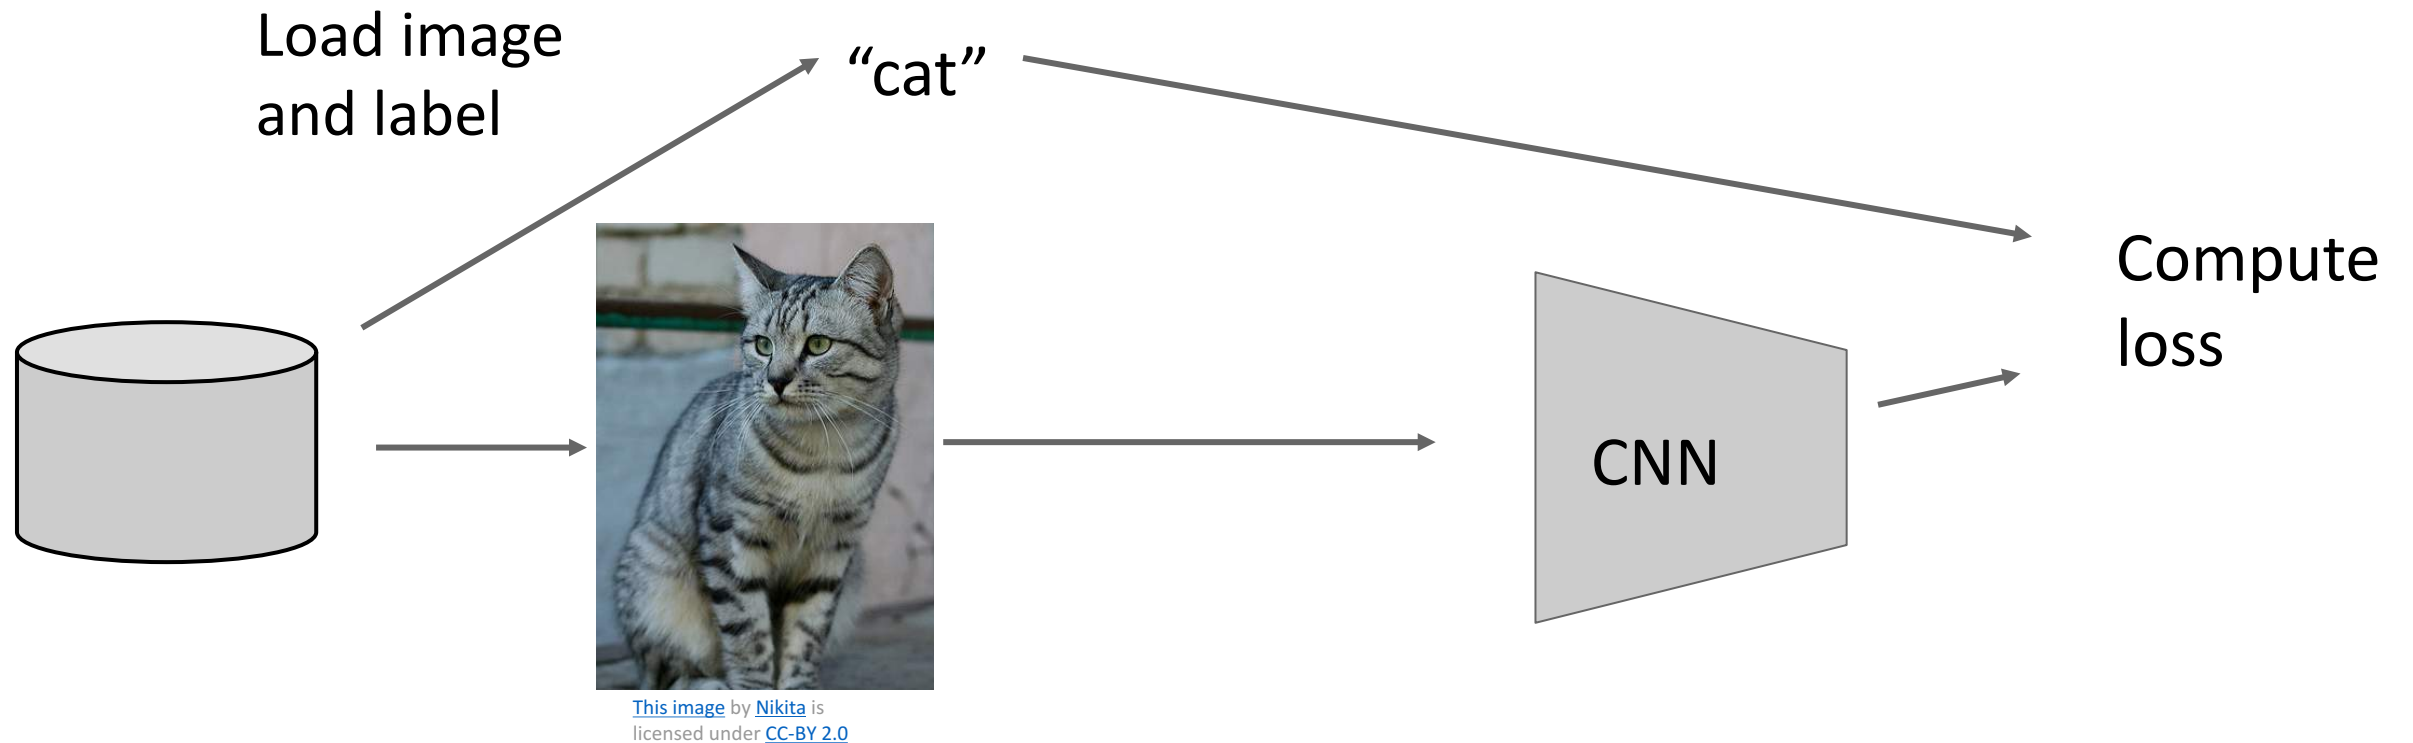 Load image
and label
“cat”
Compute
loss
CNN
This image by Nikita is
licensed under CC-BY 2.0